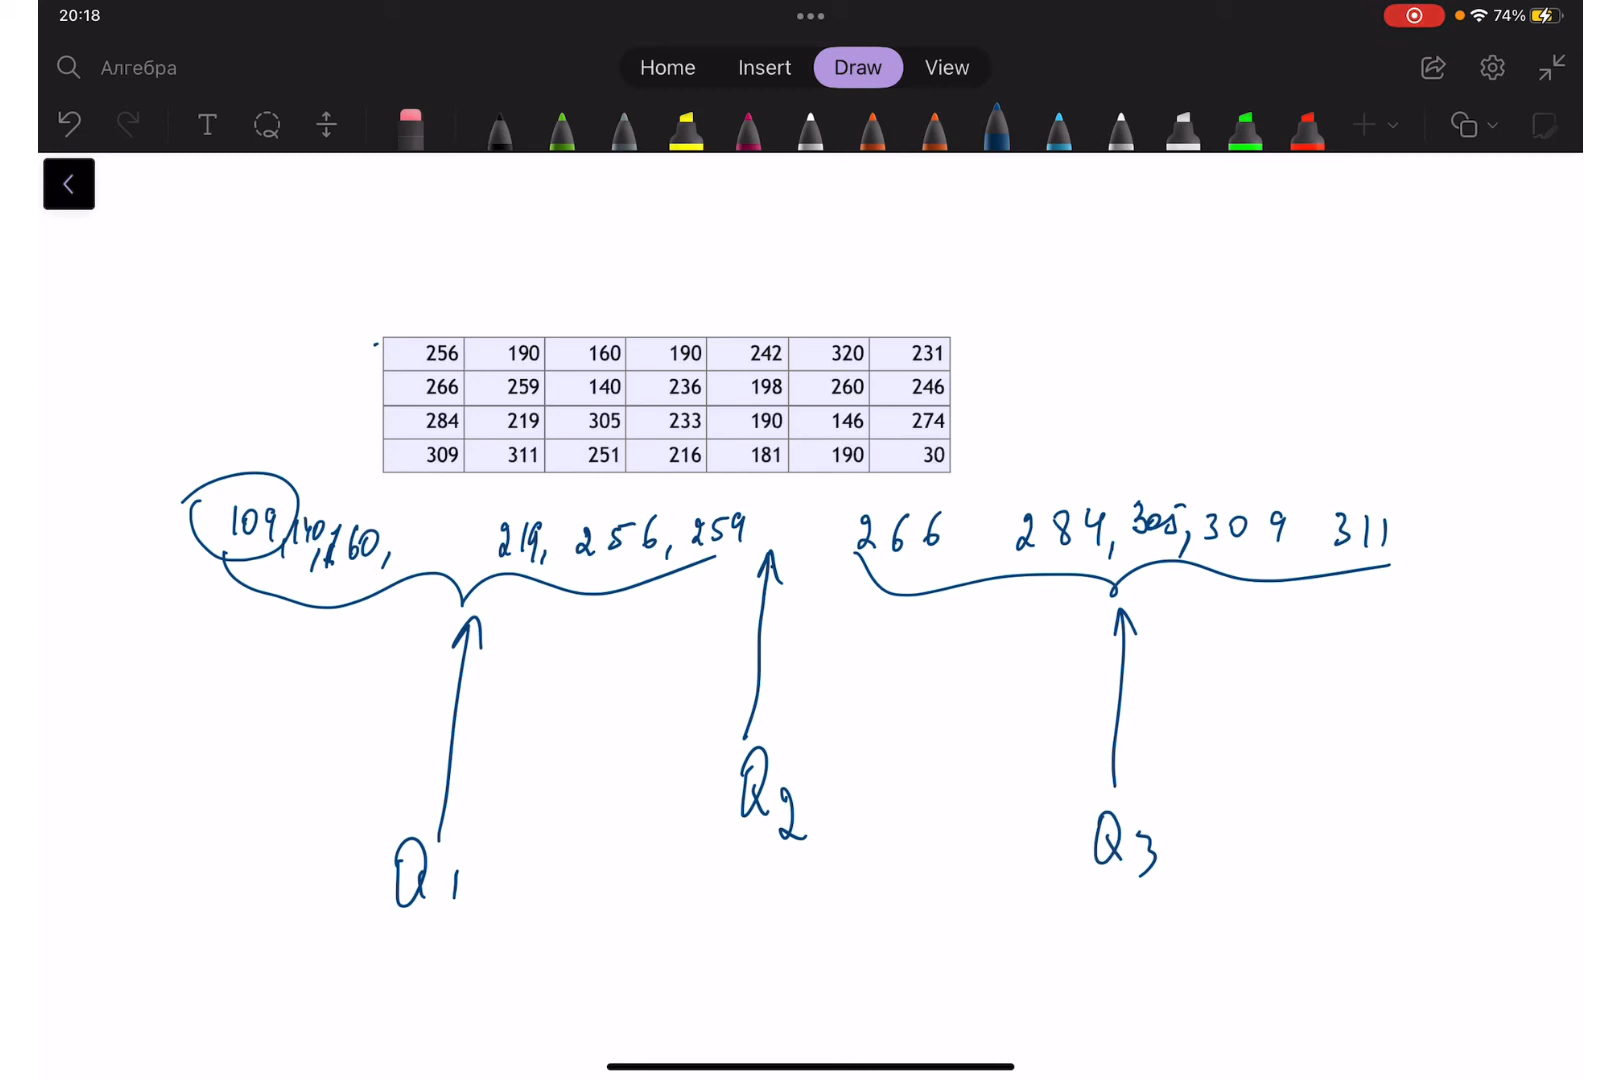 20:18
74%
Алгебра
Home Insert Draw View
T
256 190 160 190 242 320 231
266 259 140 236 198 260 246
284 219 305 233 190 146 274
309 311 251 216 181 190 30
109, 140, 160, 219, 256, 259 266 284, 305, 309 311
Q2
Q3
Q1